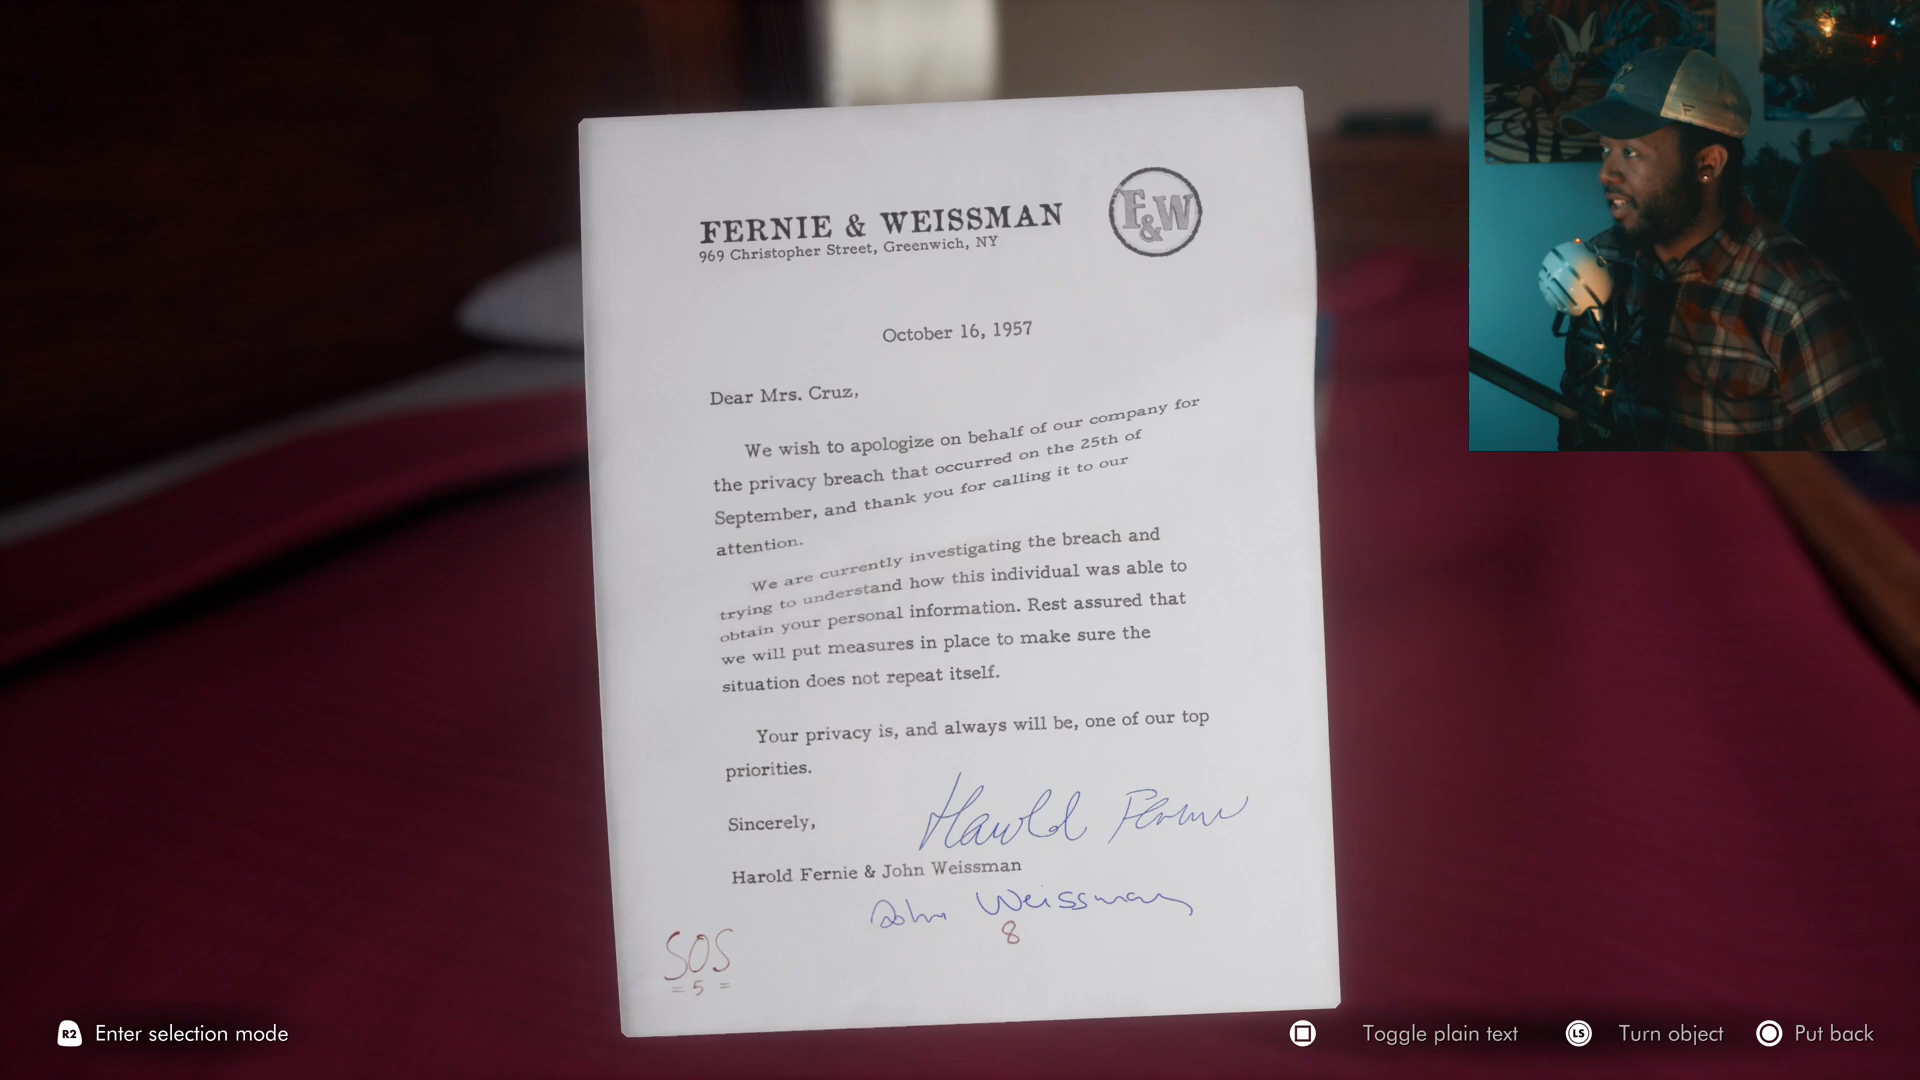 FERNIE & WEISSMAN
969 Christopher Street, Greenwich, NY
F&W
October 16, 1957
Dear Mrs. Cruz,
We wish to apologize on behalf of our company for
the privacy breach that occurred on the 25th of
September, and thank you for calling it to our
attention.
We are currently investigating the breach and
trying to understand how this individual was able to
obtain your personal information. Rest assured that
we will put measures in place to make sure the
situation does not repeat itself.
Your privacy is, and always will be, one of our top
priorities.
Sincerely,
Harold Fernie
Harold Fernie & John Weissman
John Weissman
8
SOS
= 5 =
R2 Enter selection mode
Toggle plain text
LS Turn object
Put back